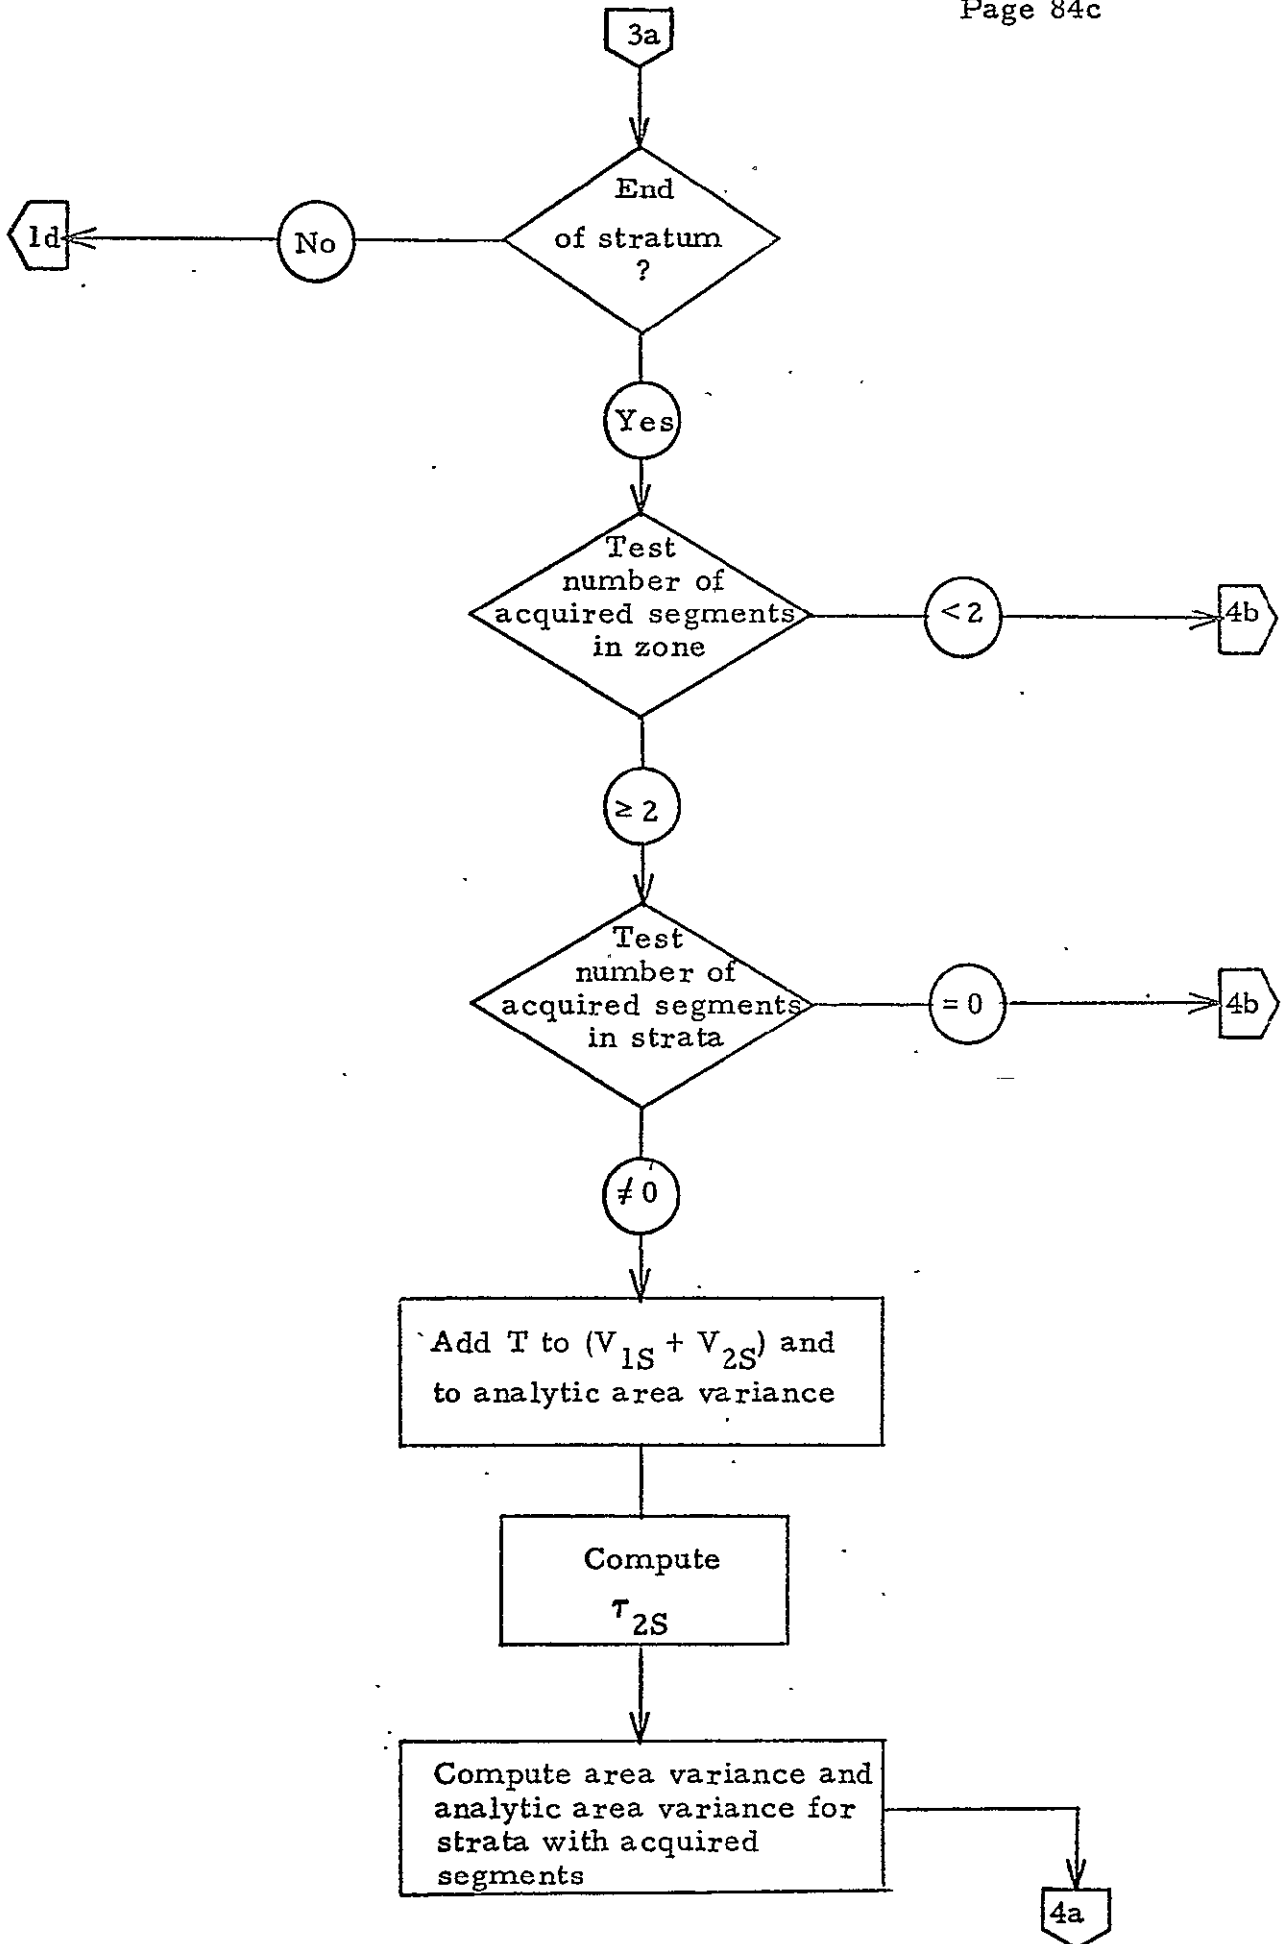 Page 84c
3a
End
of stratum
?
No
1d
Yes
Test
number of
acquired segments
in zone
< 2
4b
≥ 2
Test
number of
acquired segments
in strata
= 0
4b
≠ 0
Add T to (V1S + V2S) and
to analytic area variance
Compute
τ2S
Compute area variance and
analytic area variance for
strata with acquired
segments
4a